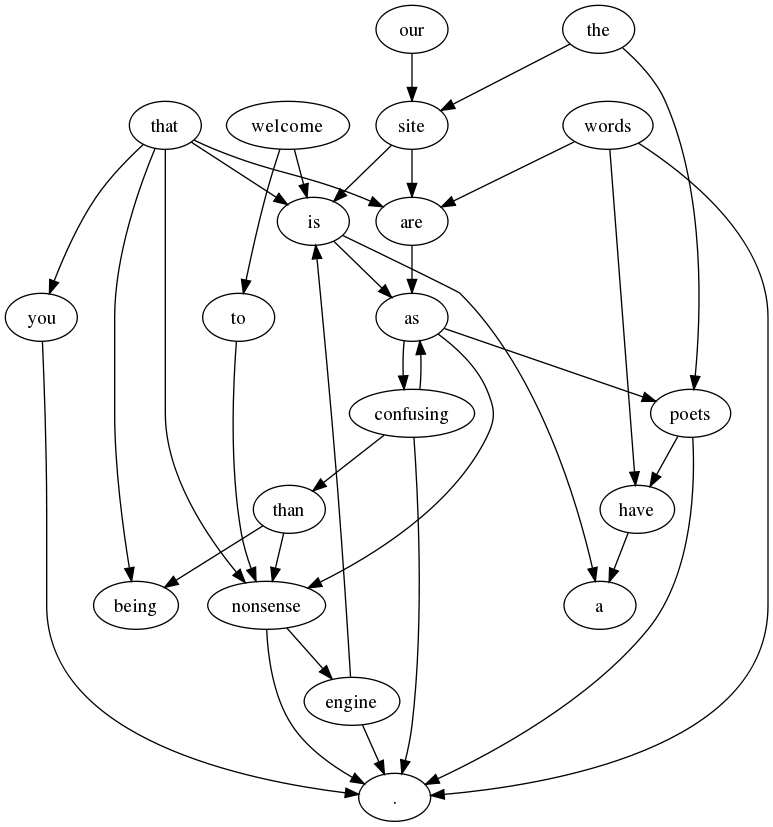 our the
that welcome site words
is are
you to as
confusing poets
than have
being nonsense a
engine
.